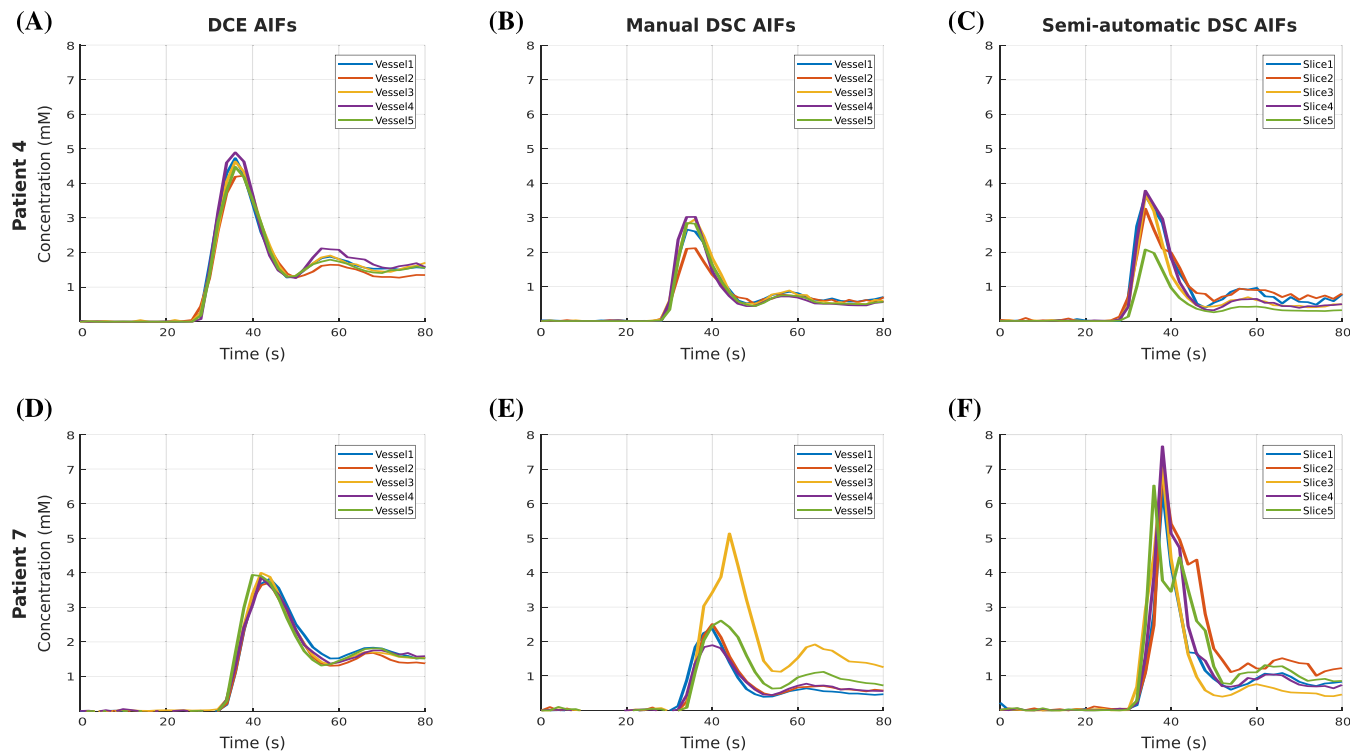 (A)
DCE AIFs
(B)
Manual DSC AIFs
(C)
Semi-automatic DSC AIFs
Patient 4
Concentration (mM)
8
7
6
5
4
3
2
1
0
20
40
60
80
Time (s)
Vessel1
Vessel2
Vessel3
Vessel4
Vessel5
8
7
6
5
4
3
2
1
0
20
40
60
80
Time (s)
Vessel1
Vessel2
Vessel3
Vessel4
Vessel5
8
7
6
5
4
3
2
1
0
20
40
60
80
Time (s)
Slice1
Slice2
Slice3
Slice4
Slice5
(D)
(E)
(F)
Patient 7
Concentration (mM)
8
7
6
5
4
3
2
1
0
20
40
60
80
Time (s)
Vessel1
Vessel2
Vessel3
Vessel4
Vessel5
8
7
6
5
4
3
2
1
0
20
40
60
80
Time (s)
Vessel1
Vessel2
Vessel3
Vessel4
Vessel5
8
7
6
5
4
3
2
1
0
20
40
60
80
Time (s)
Slice1
Slice2
Slice3
Slice4
Slice5